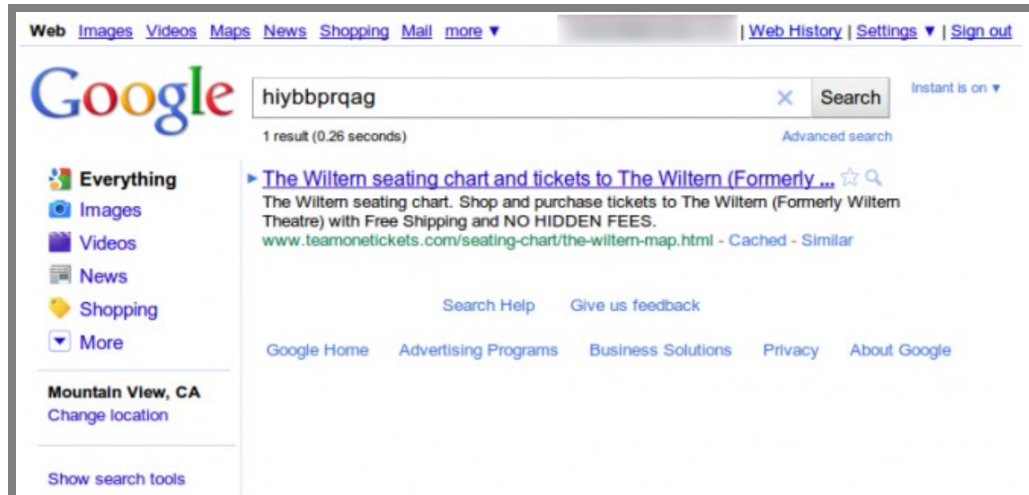 Web Images Videos Maps News Shopping Mail more ▼ | Web History | Settings ▼ | Sign out
Google
hiybbprqag × Search Instant is on ▼
1 result (0.26 seconds) Advanced search
Everything
Images
Videos
News
Shopping
More
Mountain View, CA
Change location
Show search tools
The Wiltern seating chart and tickets to The Wiltern (Formerly ...
The Wiltern seating chart. Shop and purchase tickets to The Wiltern (Formerly Wiltern
Theatre) with Free Shipping and NO HIDDEN FEES.
www.teamonetickets.com/seating-chart/the-wiltern-map.html - Cached - Similar
Search Help Give us feedback
Google Home Advertising Programs Business Solutions Privacy About Google